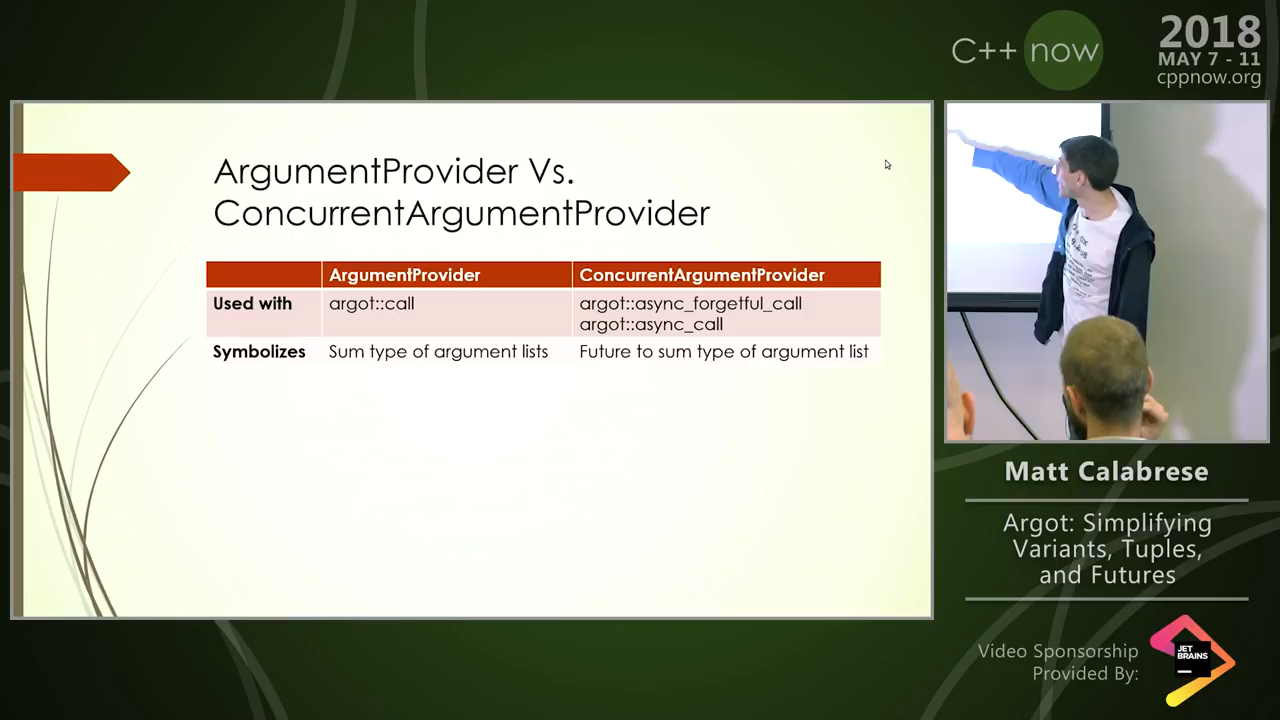 C++ now
2018
MAY 7 - 11
cppnow.org
ArgumentProvider Vs.
ConcurrentArgumentProvider
ArgumentProvider ConcurrentArgumentProvider
Used with argot::call argot::async_forgetful_call
argot::async_call
Symbolizes Sum type of argument lists Future to sum type of argument list
Matt Calabrese
Argot: Simplifying
Variants, Tuples,
and Futures
Video Sponsorship
Provided By:
JET
BRAINS